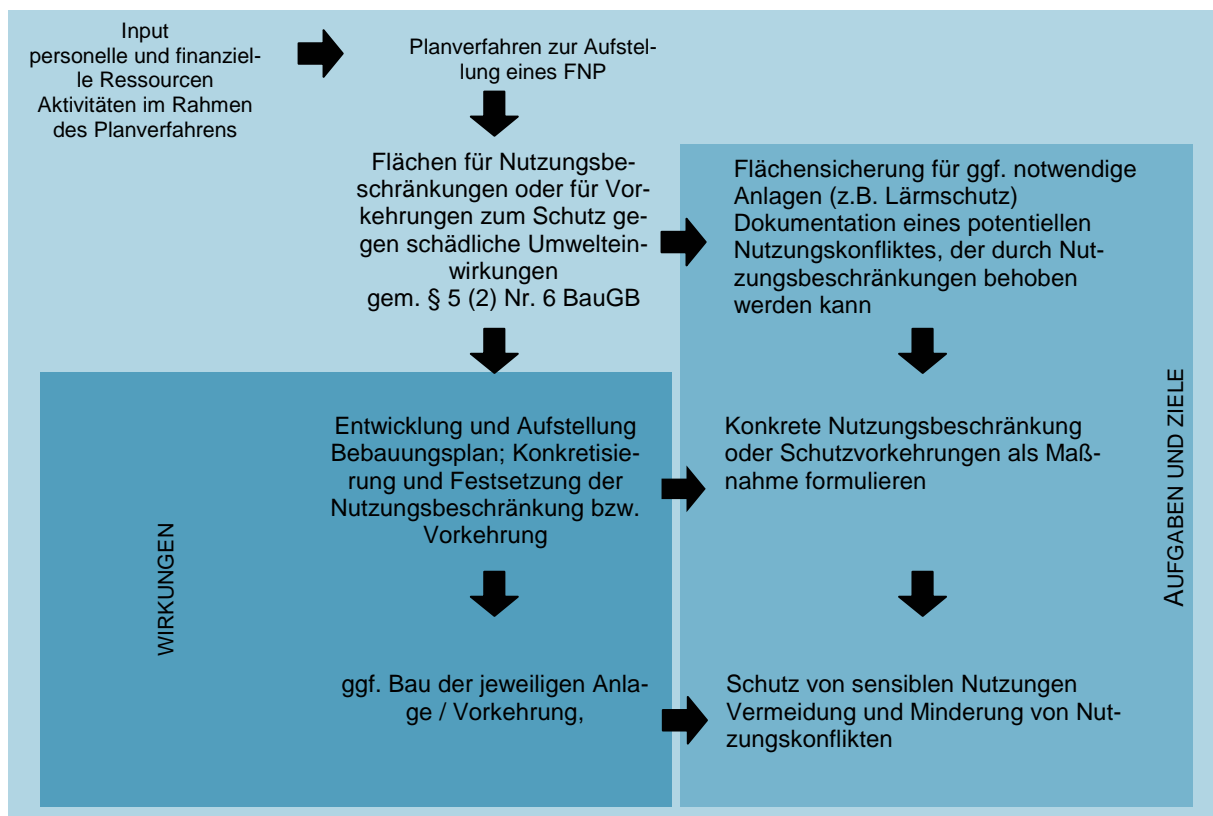 Input
personelle und finanziel-
le Ressourcen
Aktivitäten im Rahmen
des Planverfahrens
Planverfahren zur Aufstel-
lung eines FNP
Flächen für Nutzungsbe-
schränkungen oder für Vor-
kehrungen zum Schutz ge-
gen schädliche Umweltein-
wirkungen
gem. § 5 (2) Nr. 6 BauGB
Flächensicherung für ggf. notwendige
Anlagen (z.B. Lärmschutz)
Dokumentation eines potentiellen
Nutzungskonfliktes, der durch Nut-
zungsbeschränkungen behoben
werden kann
Entwicklung und Aufstellung
Bebauungsplan; Konkretisie-
rung und Festsetzung der
Nutzungsbeschränkung bzw.
Vorkehrung
Konkrete Nutzungsbeschränkung
oder Schutzvorkehrungen als Maß-
nahme formulieren
ggf. Bau der jeweiligen Anla-
ge / Vorkehrung,
Schutz von sensiblen Nutzungen
Vermeidung und Minderung von Nut-
zungskonflikten
WIRKUNGEN
AUFGABEN UND ZIELE